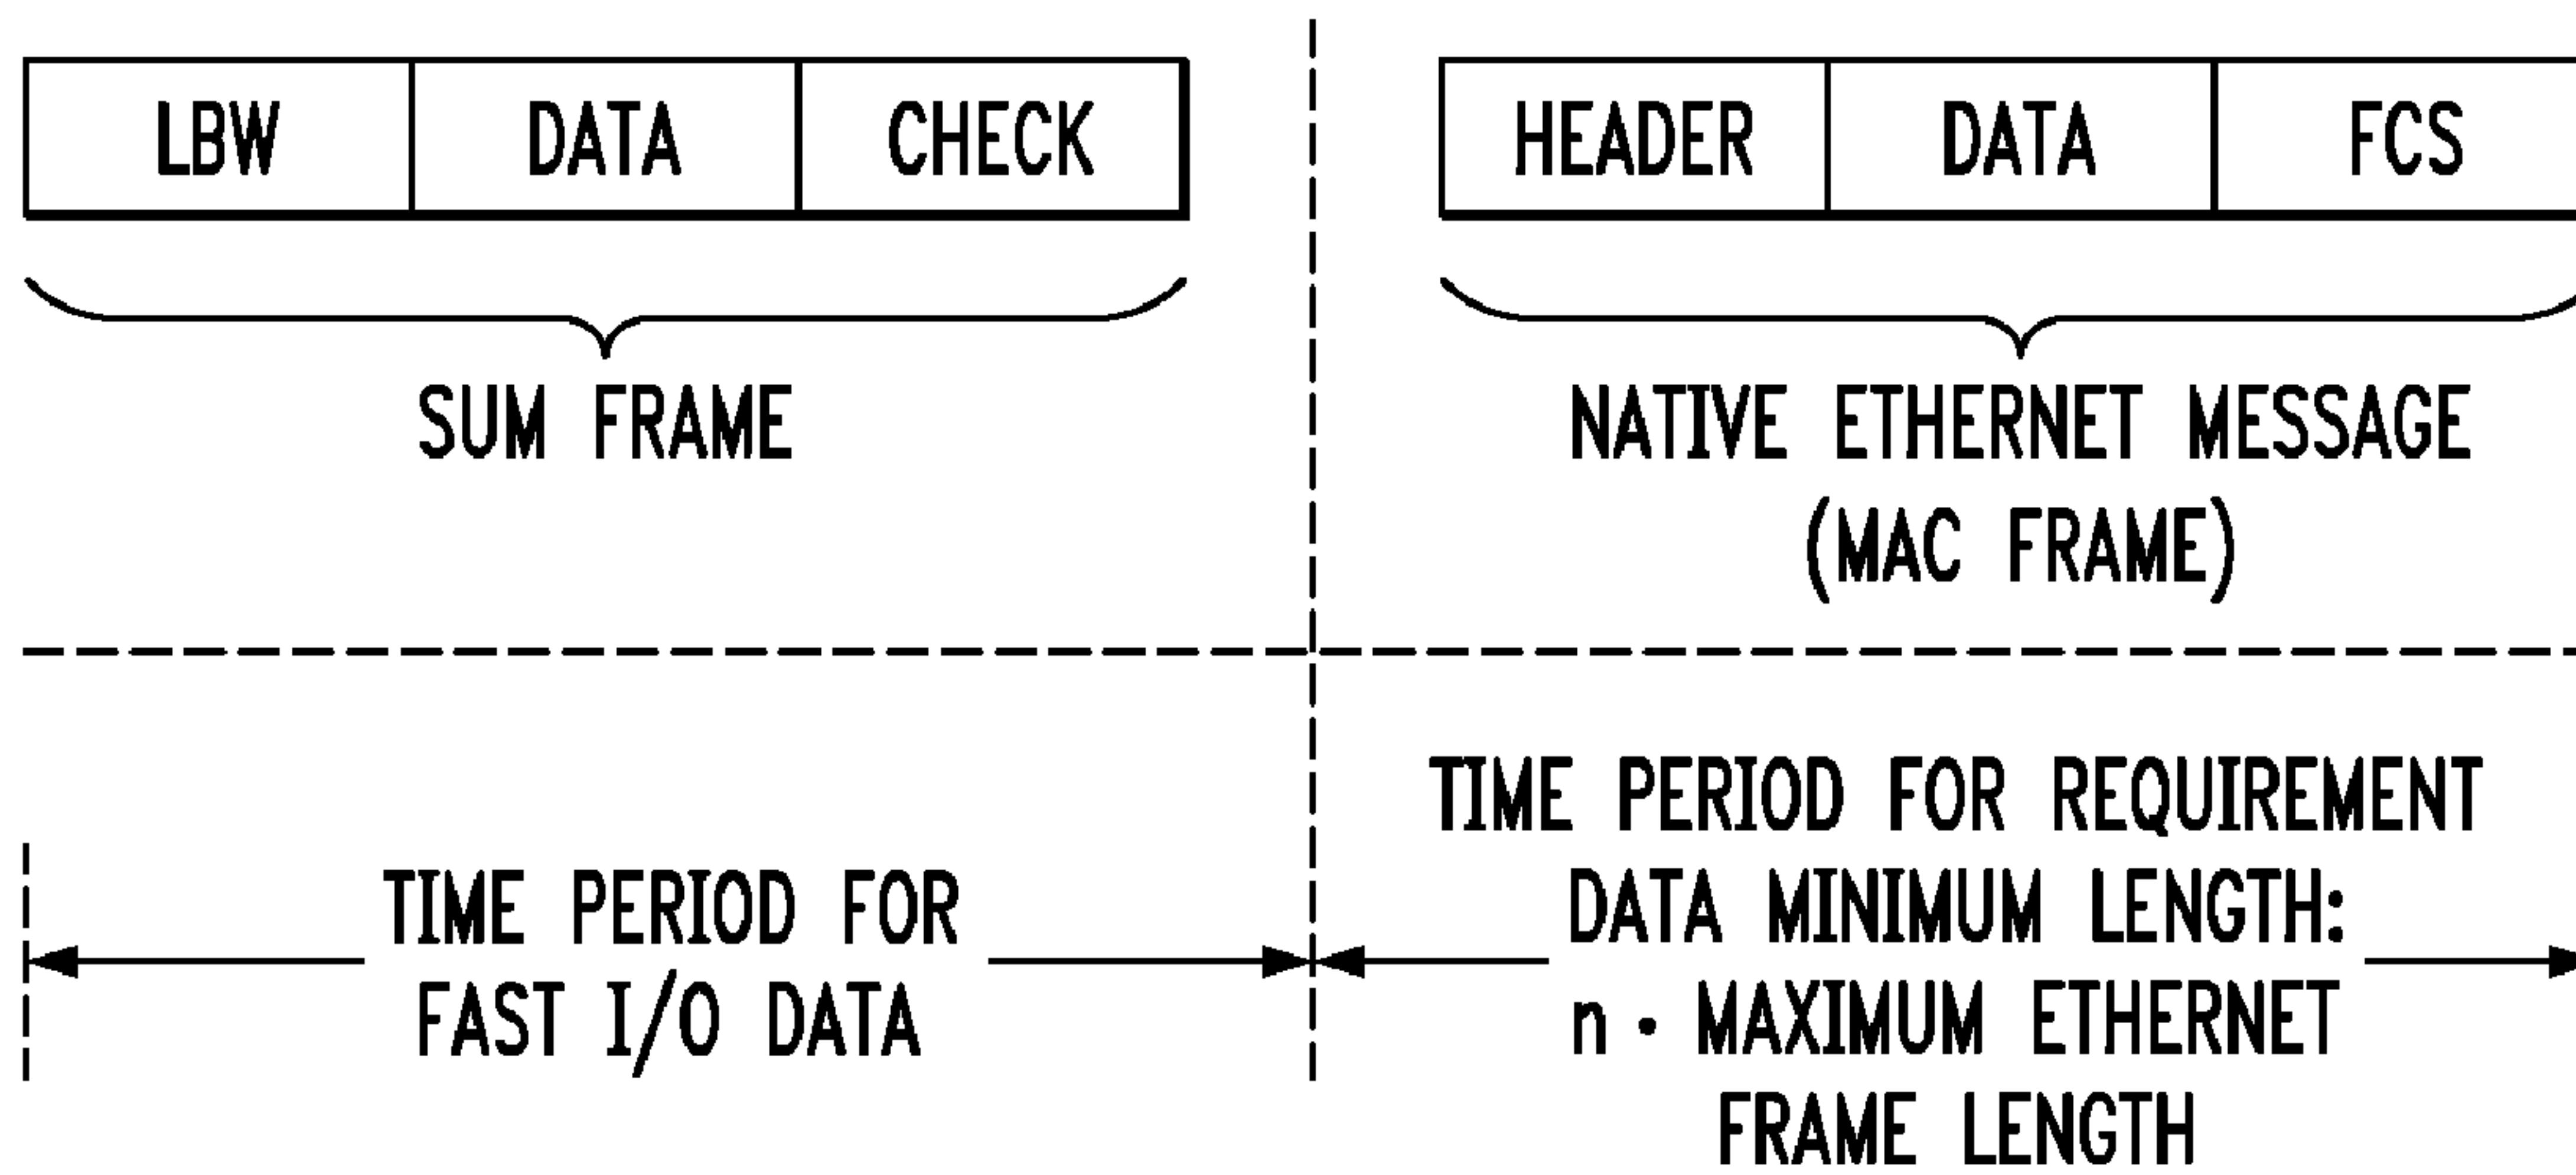 LBW
DATA
CHECK
HEADER
DATA
FCS
SUM FRAME
NATIVE ETHERNET MESSAGE
(MAC FRAME)
TIME PERIOD FOR
FAST I/O DATA
TIME PERIOD FOR REQUIREMENT
DATA MINIMUM LENGTH:
n · MAXIMUM ETHERNET
FRAME LENGTH